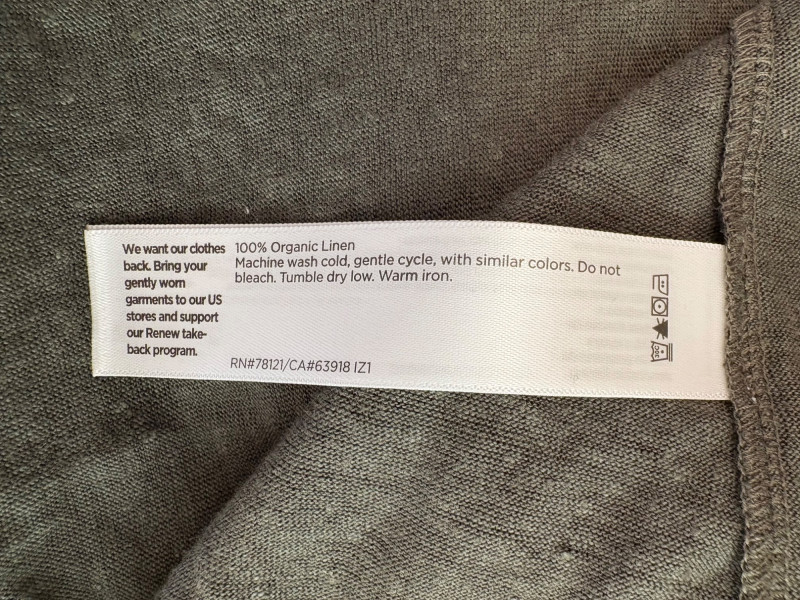 We want our clothes
back. Bring your
gently worn
garments to our US
stores and support
our Renew take-
back program.
100% Organic Linen
Machine wash cold, gentle cycle, with similar colors. Do not
bleach. Tumble dry low. Warm iron.
RN#78121/CA#63918 IZ1
30C